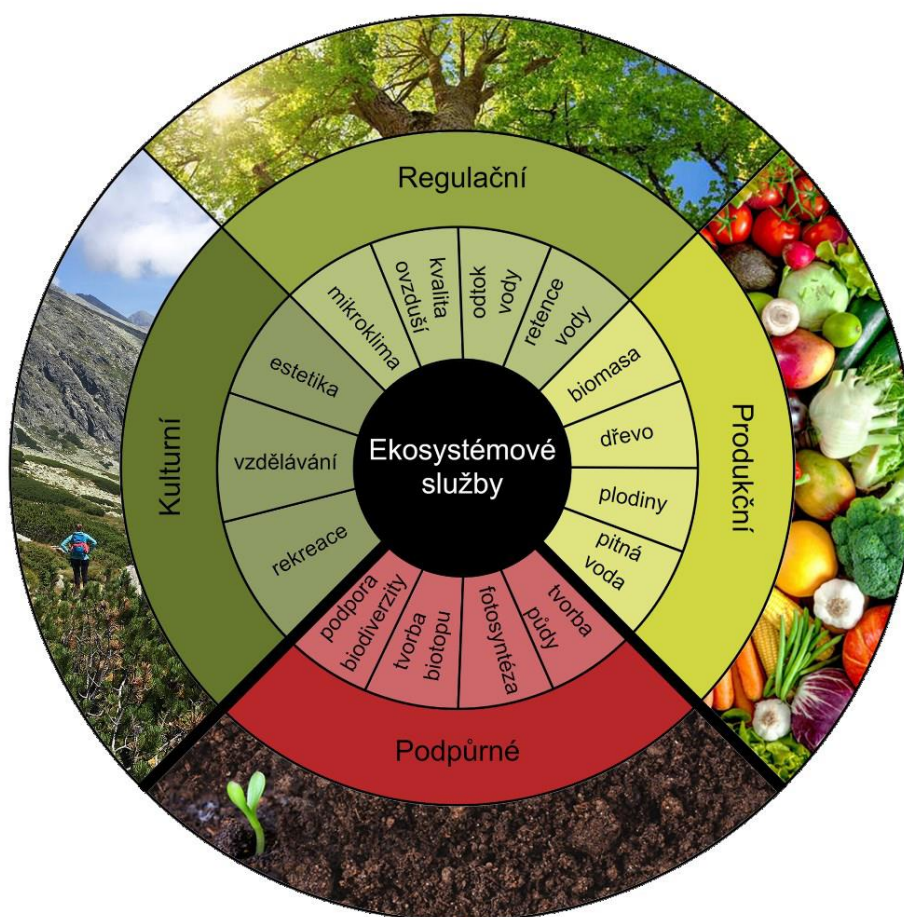 Regulační
mikroklima
kvalita
ovzduší
odtok
vody
retence
vody
Produkční
biomasa
dřevo
plodiny
pitná
voda
Ekosystémové
služby
Kulturní
estetika
vzdělávání
rekreace
podpora
biodiverzity
tvorba
biotopu
fotosyntéza
tvorba
půdy
Podpůrné